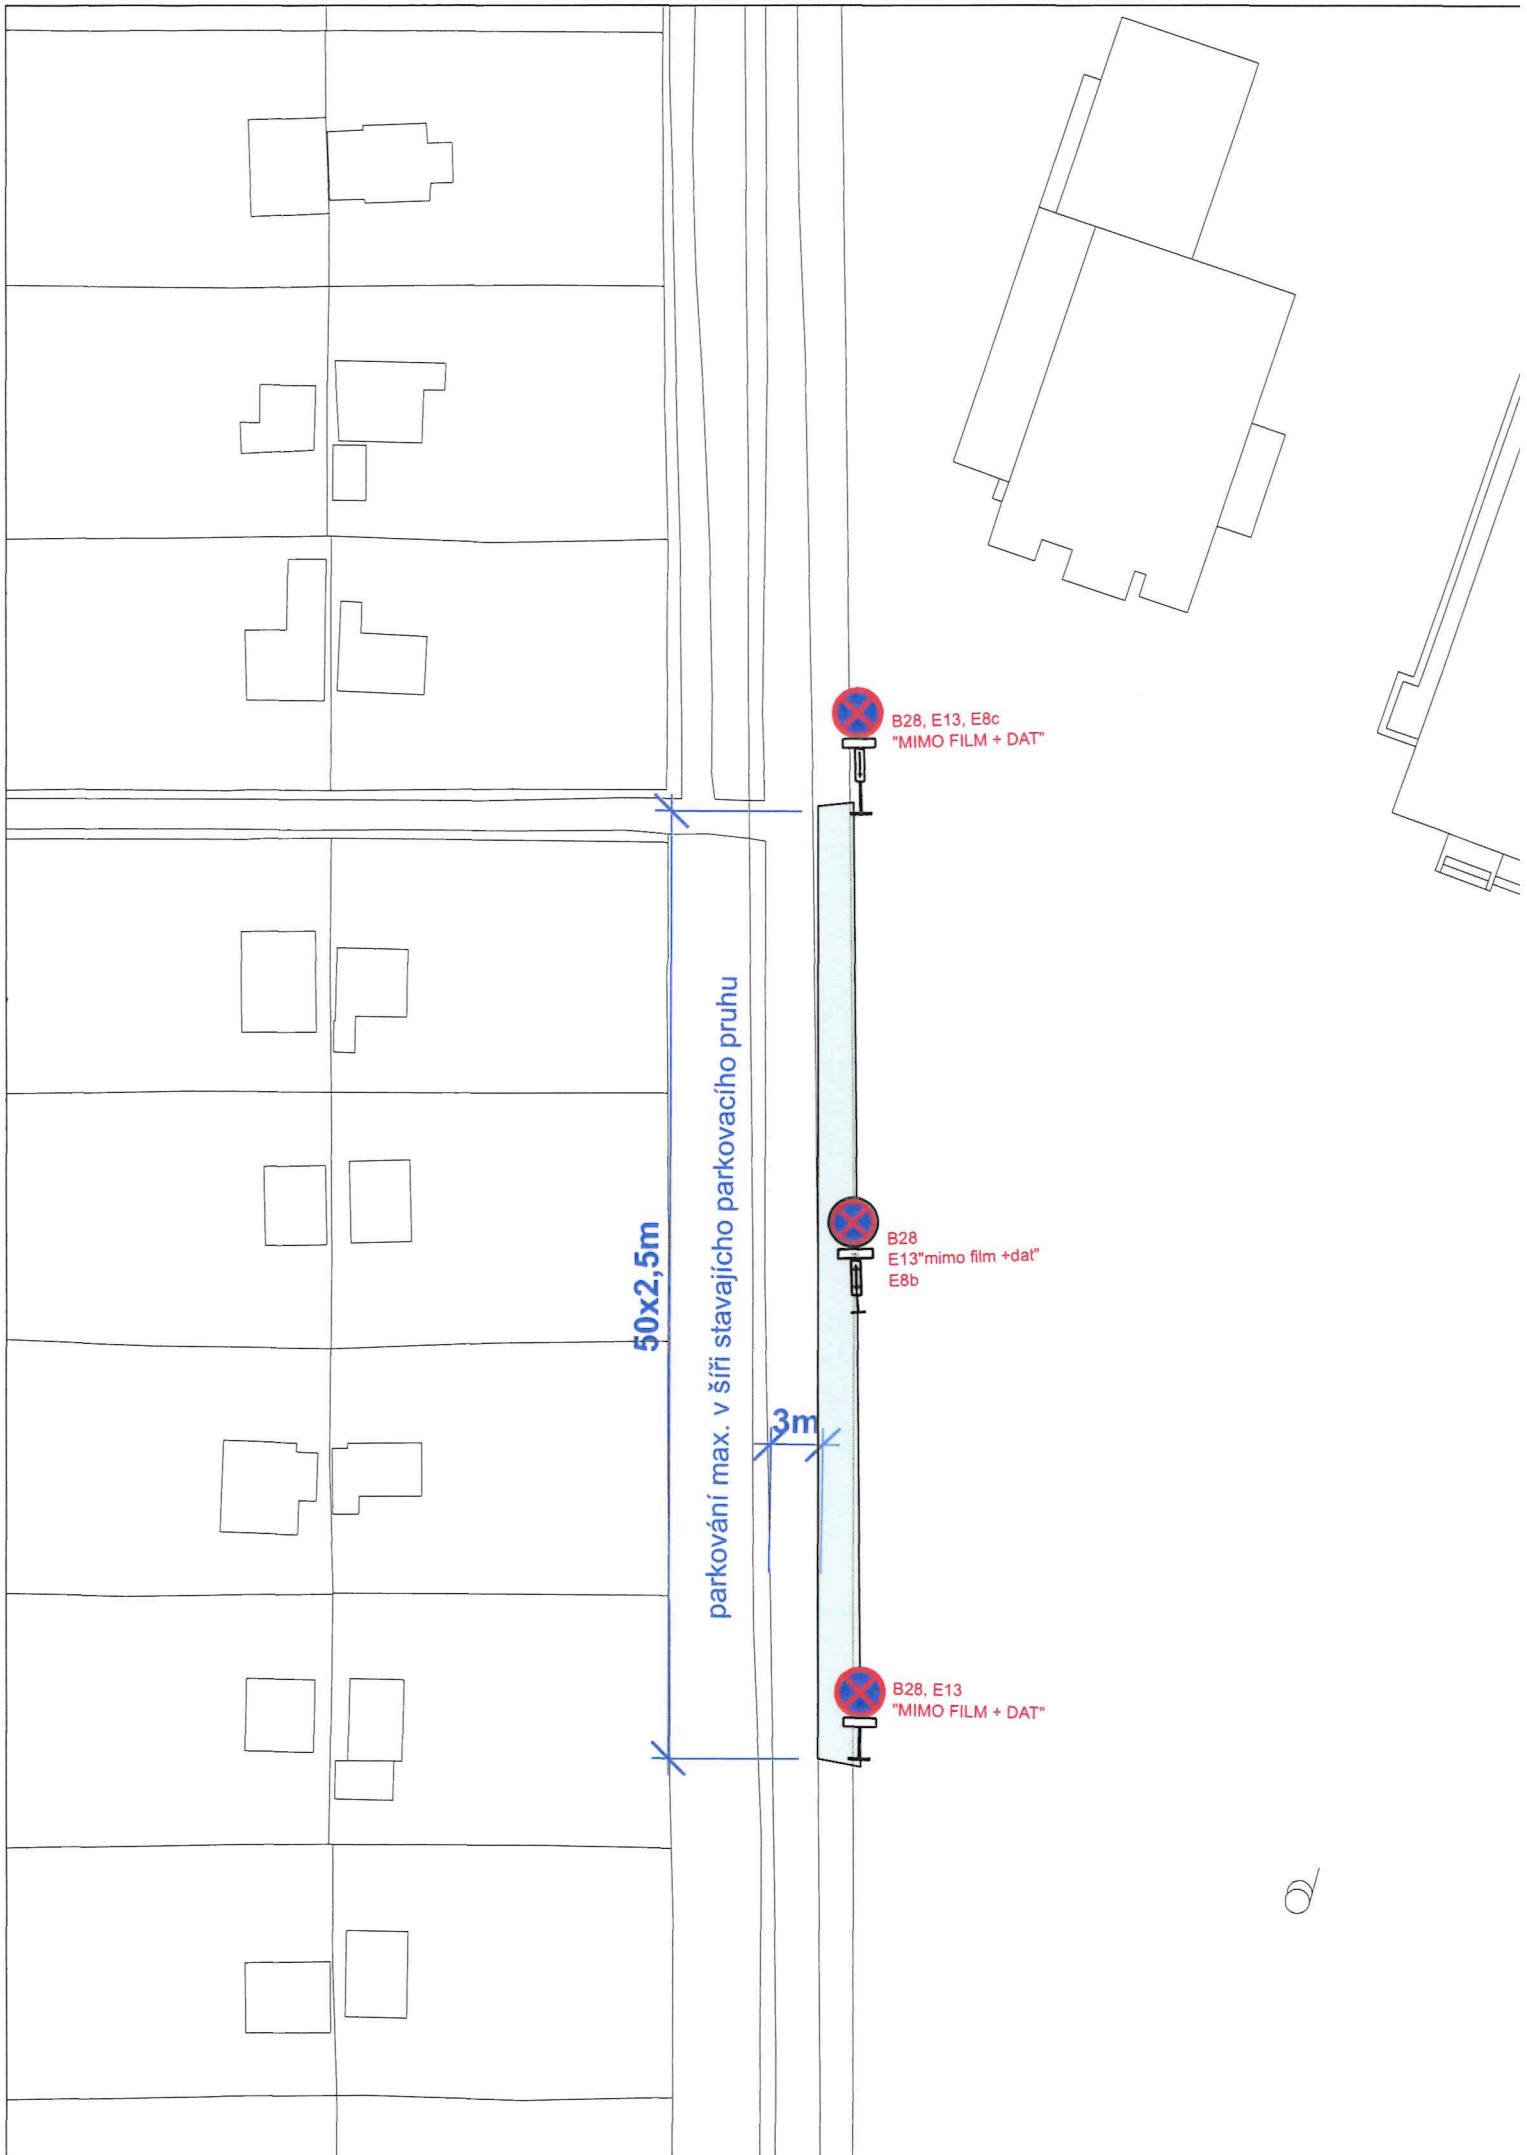 B28, E13, E8c
"MIMO FILM + DAT"
50x2,5m
parkování max. v šíři stavajícho parkovacího pruhu
B28
E13"mimo film +dat"
E8b
3m
B28, E13
"MIMO FILM + DAT"